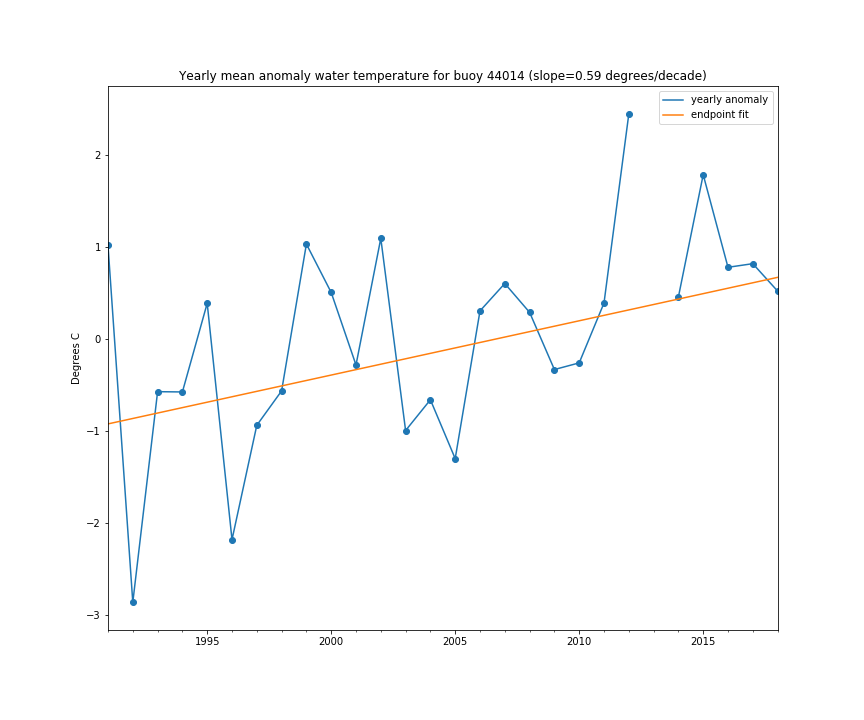 Yearly mean anomaly water temperature for buoy 44014 (slope=0.59 degrees/decade)
yearly anomaly
endpoint fit
2
1
0
−1
−2
−3
Degrees C
1995 2000 2005 2010 2015